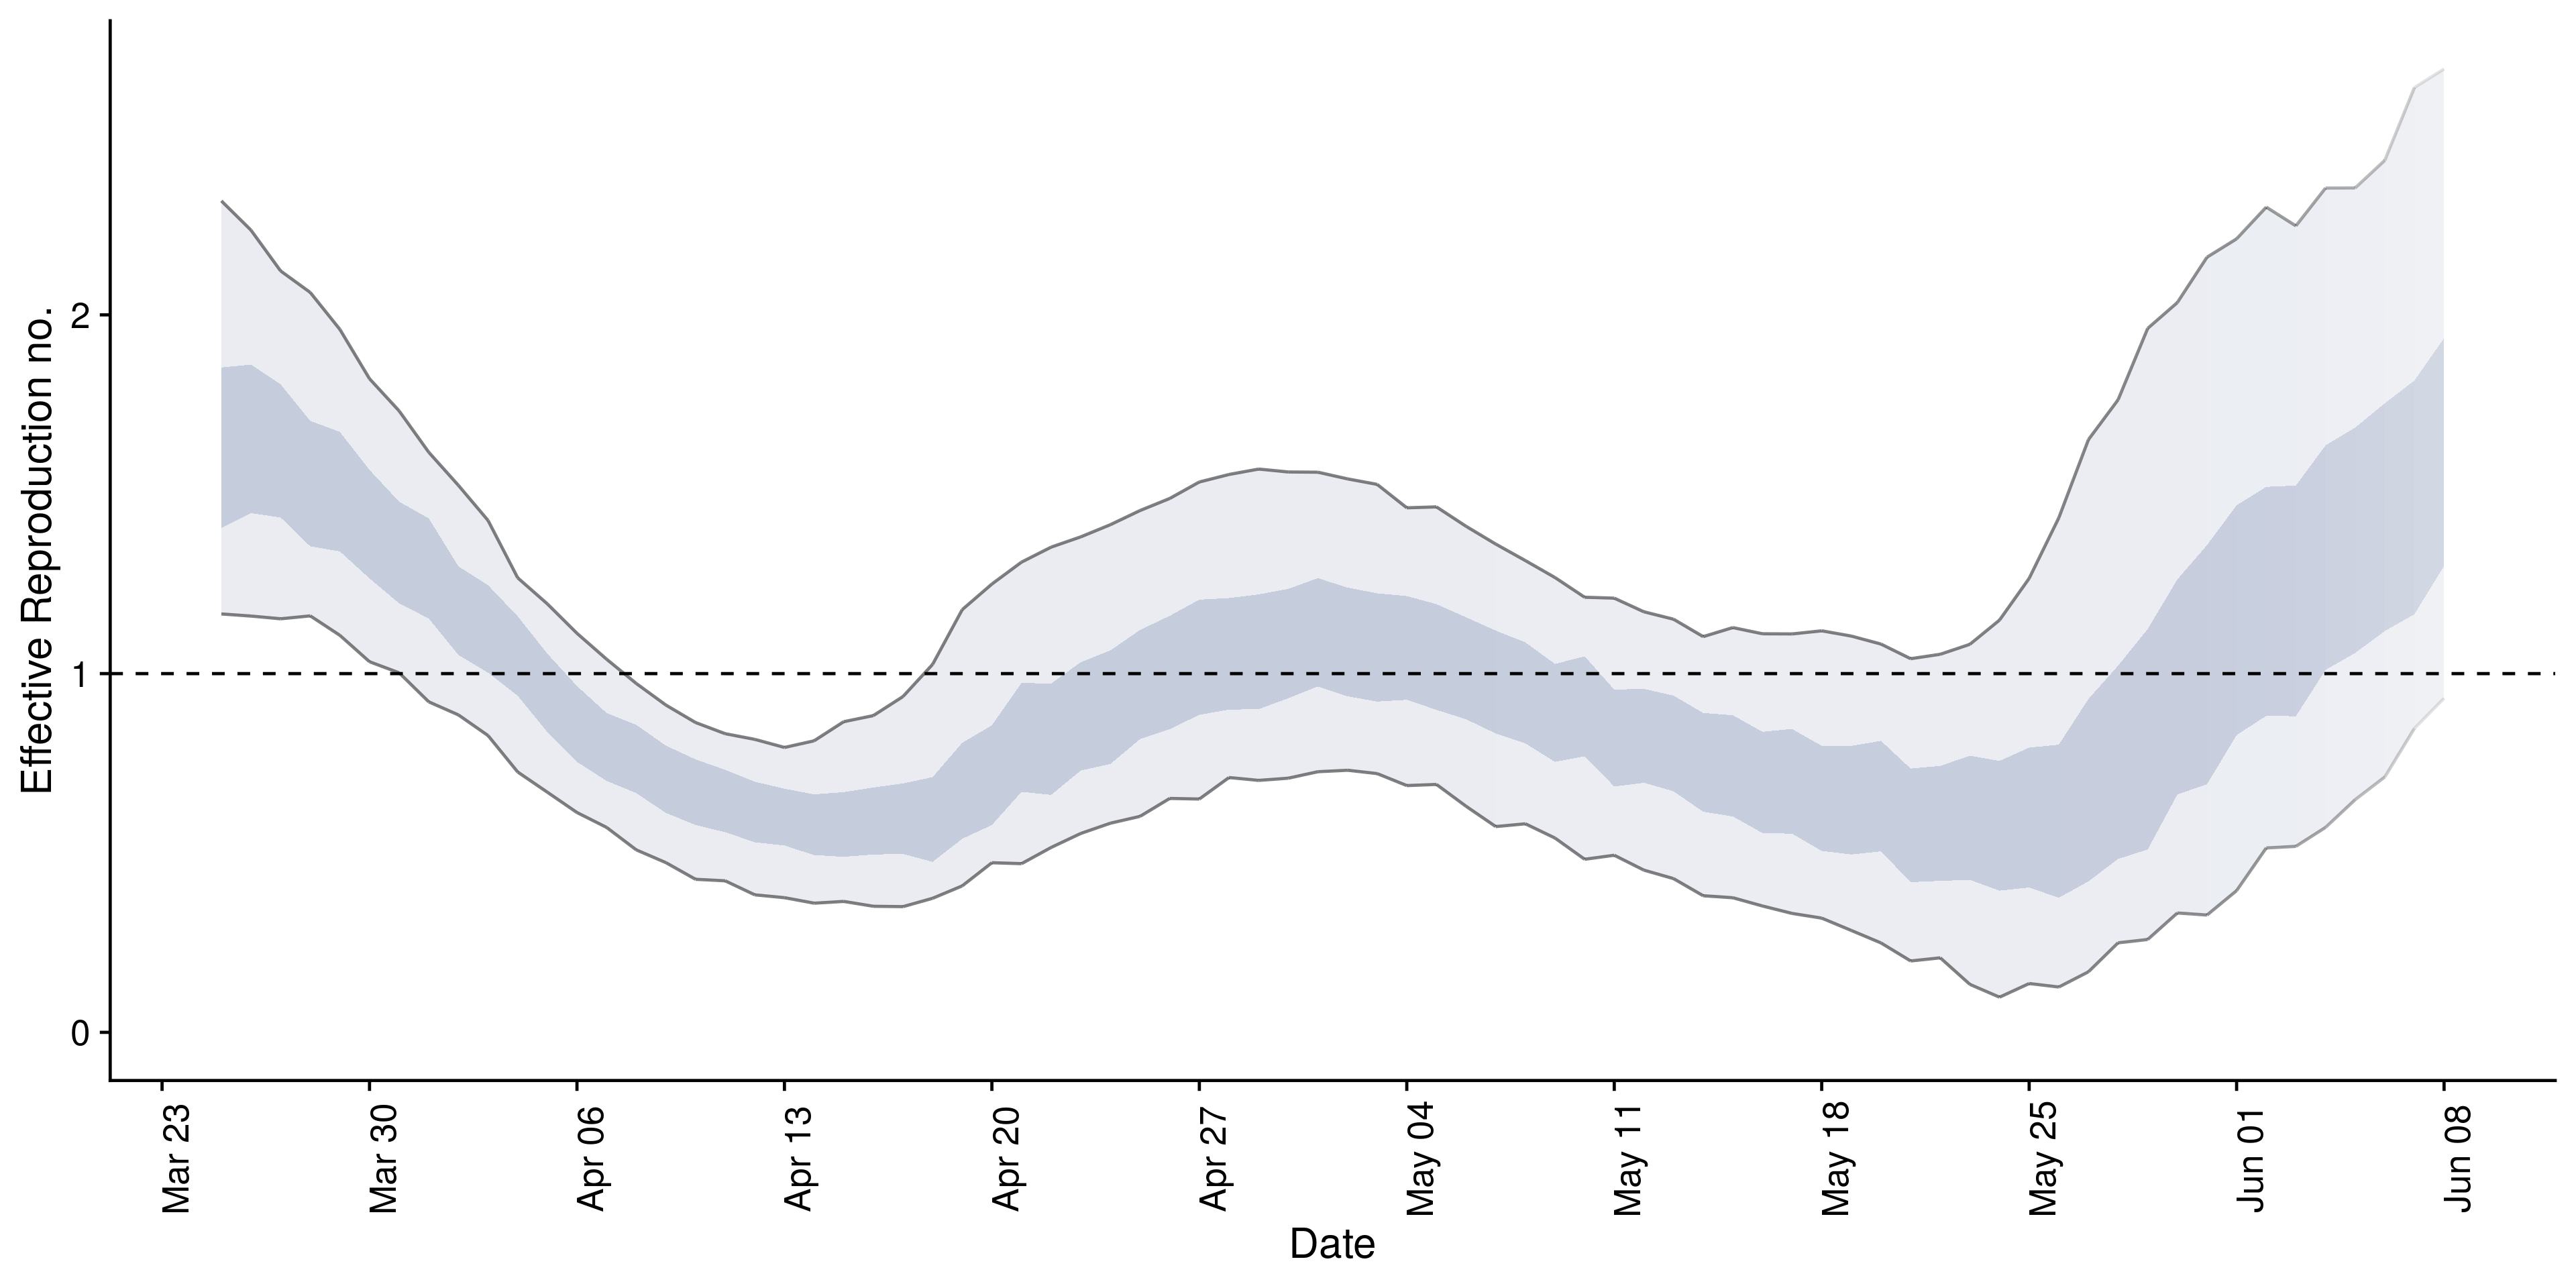 Effective Reproduction no.
2
1
0
Mar 23
Mar 30
Apr 06
Apr 13
Apr 20
Apr 27
May 04
May 11
May 18
May 25
Jun 01
Jun 08
Date